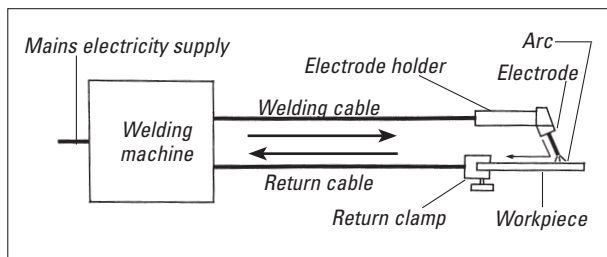 Mains electricity supply
Arc
Electrode holder
Electrode
Welding cable
Welding
machine
Return cable
Return clamp
Workpiece